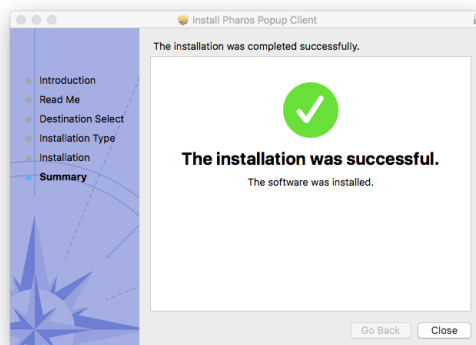 Install Pharos Popup Client
The installation was completed successfully.
Introduction
Read Me
Destination Select
Installation Type
Installation
Summary
The installation was successful.
The software was installed.
Go Back
Close